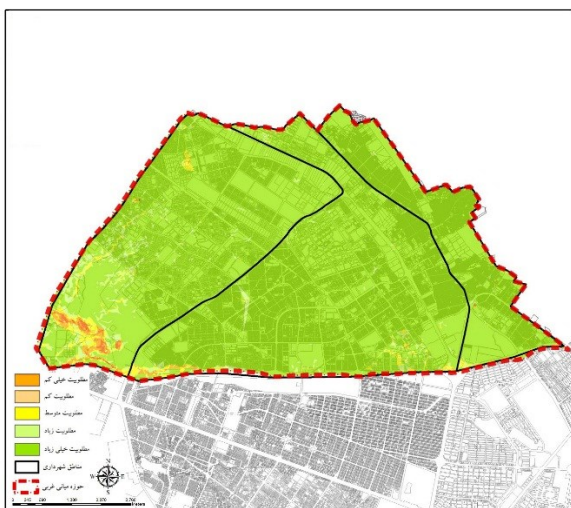 مطلوبیت خیلی کم
مطلوبیت کم
مطلوبیت متوسط
مطلوبیت زیاد
مطلوبیت خیلی زیاد
مناطق شهرداری
حوزه میانی غربی
N
W E
S